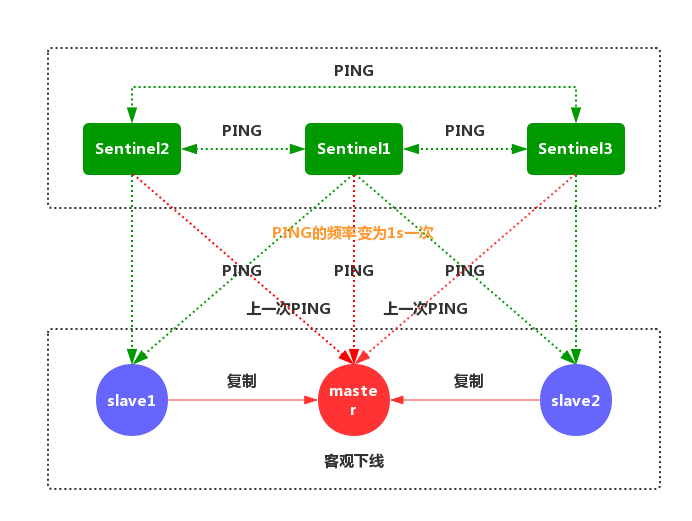 PING
PING
PING
Sentinel2
Sentinel1
Sentinel3
PING的频率变为1s一次
PING
PING
PING
上一次PING
上一次PING
复制
复制
slave1
maste
r
slave2
客观下线